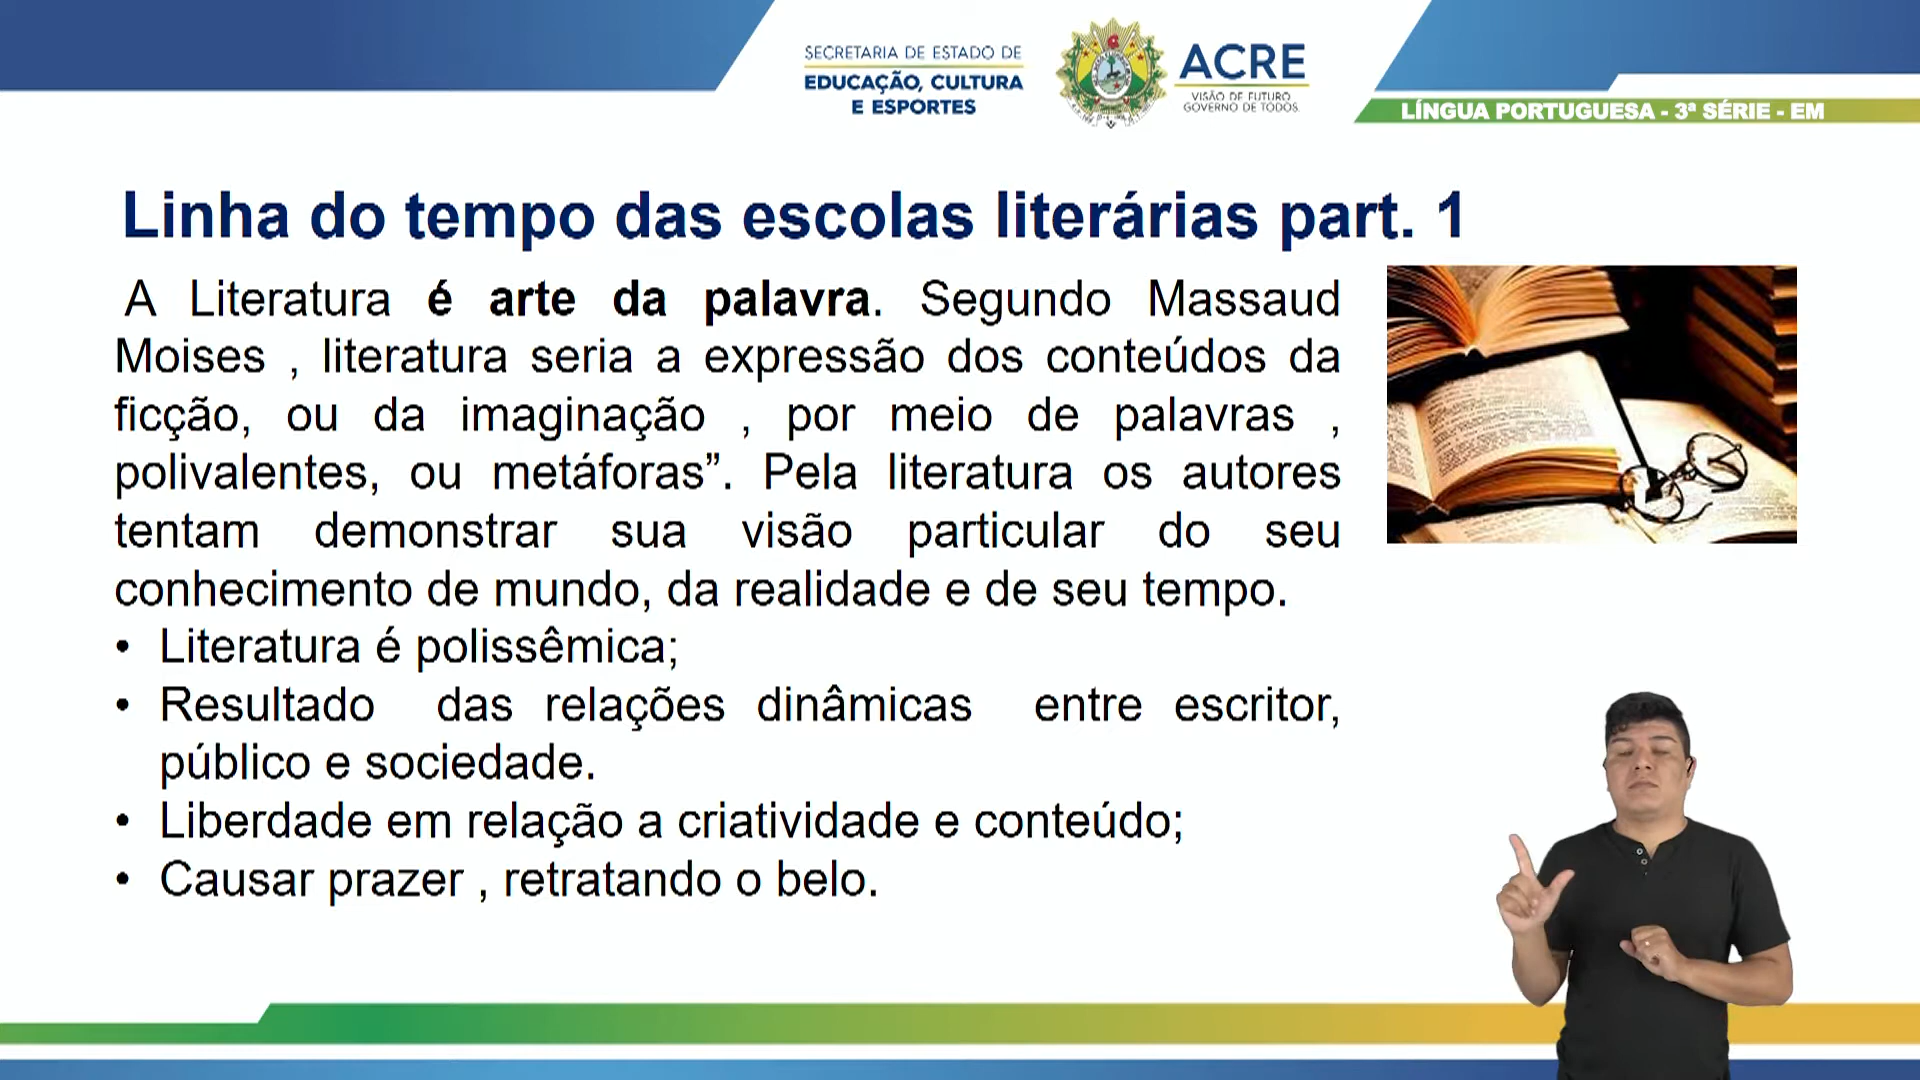 SECRETARIA DE ESTADO DE
EDUCAÇÃO, CULTURA
E ESPORTES
ACRE
VISÃO DE FUTURO
GOVERNO DE TODOS
LÍNGUA PORTUGUESA - 3ª SÉRIE - EM
Linha do tempo das escolas literárias part. 1
A Literatura é arte da palavra. Segundo Massaud
Moises , literatura seria a expressão dos conteúdos da
ficção, ou da imaginação , por meio de palavras ,
polivalentes, ou metáforas”. Pela literatura os autores
tentam demonstrar sua visão particular do seu
conhecimento de mundo, da realidade e de seu tempo.
• Literatura é polissêmica;
• Resultado das relações dinâmicas entre escritor,
público e sociedade.
• Liberdade em relação a criatividade e conteúdo;
• Causar prazer , retratando o belo.